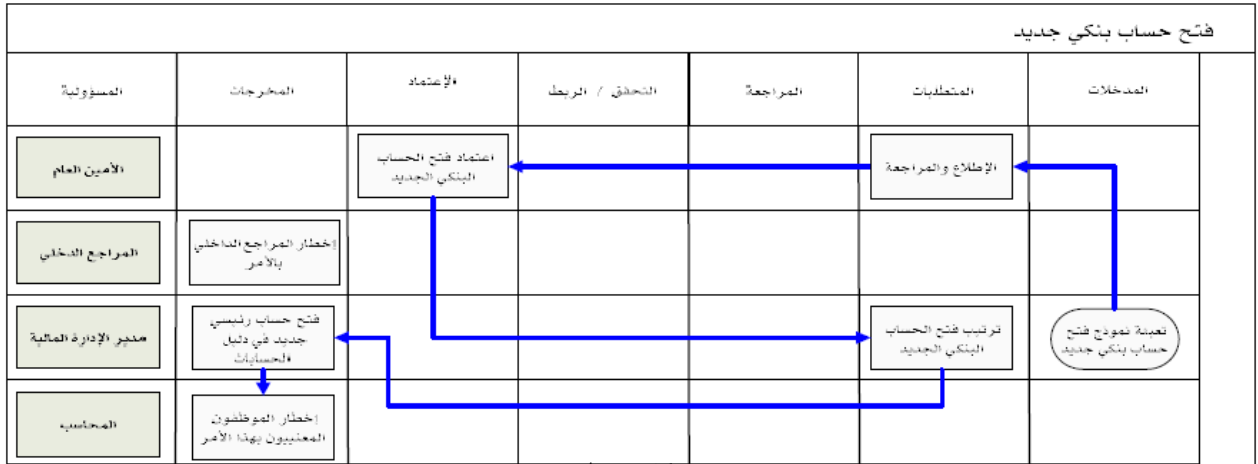 فتح حساب بنكي جديد
المدخلات
المتطلبات
المراجعة
التحقق / الربط
الإعتماد
المخرجات
المسؤولية
الإطلاع والمراجعة
اعتماد فتح الحساب
البنكي الجديد
الأمين العام
إخطار المراجع الداخلي
بالأمر
المراجع الدخلي
تعبئة نموذج فتح
حساب بنكي جديد
ترتيب فتح الحساب
البنكي الجديد
فتح حساب رئيسي
جديد في دليل
الحسابات
مدير الإدارة المالية
إخطار الموظفون
المعنييون بهذا الأمر
المحاسب